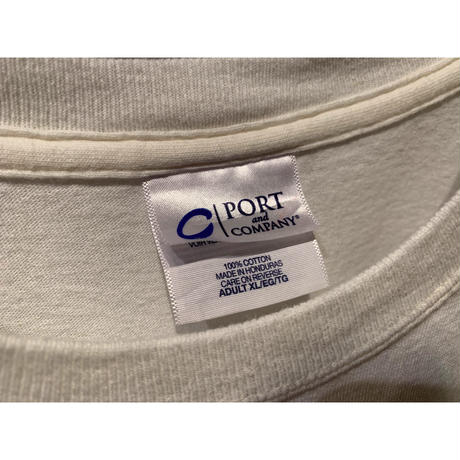 C PORT
and
COMPANY®
100% COTTON
MADE IN HONDURAS
CARE ON REVERSE
ADULT XL/EG/TG